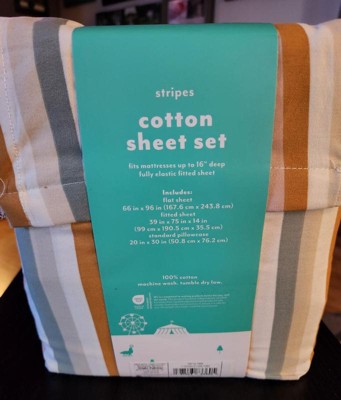 stripes
cotton
sheet set
fits mattresses up to 16" deep
fully elastic fitted sheet
Includes:
flat sheet
66 in x 96 in (167.6 cm x 243.8 cm)
fitted sheet
39 in x 75 in x 14 in
(99 cm x 190.5 cm x 35.5 cm)
standard pillowcase
20 in x 30 in (50.8 cm x 76.2 cm)
100% cotton
machine wash, tumble dry low.